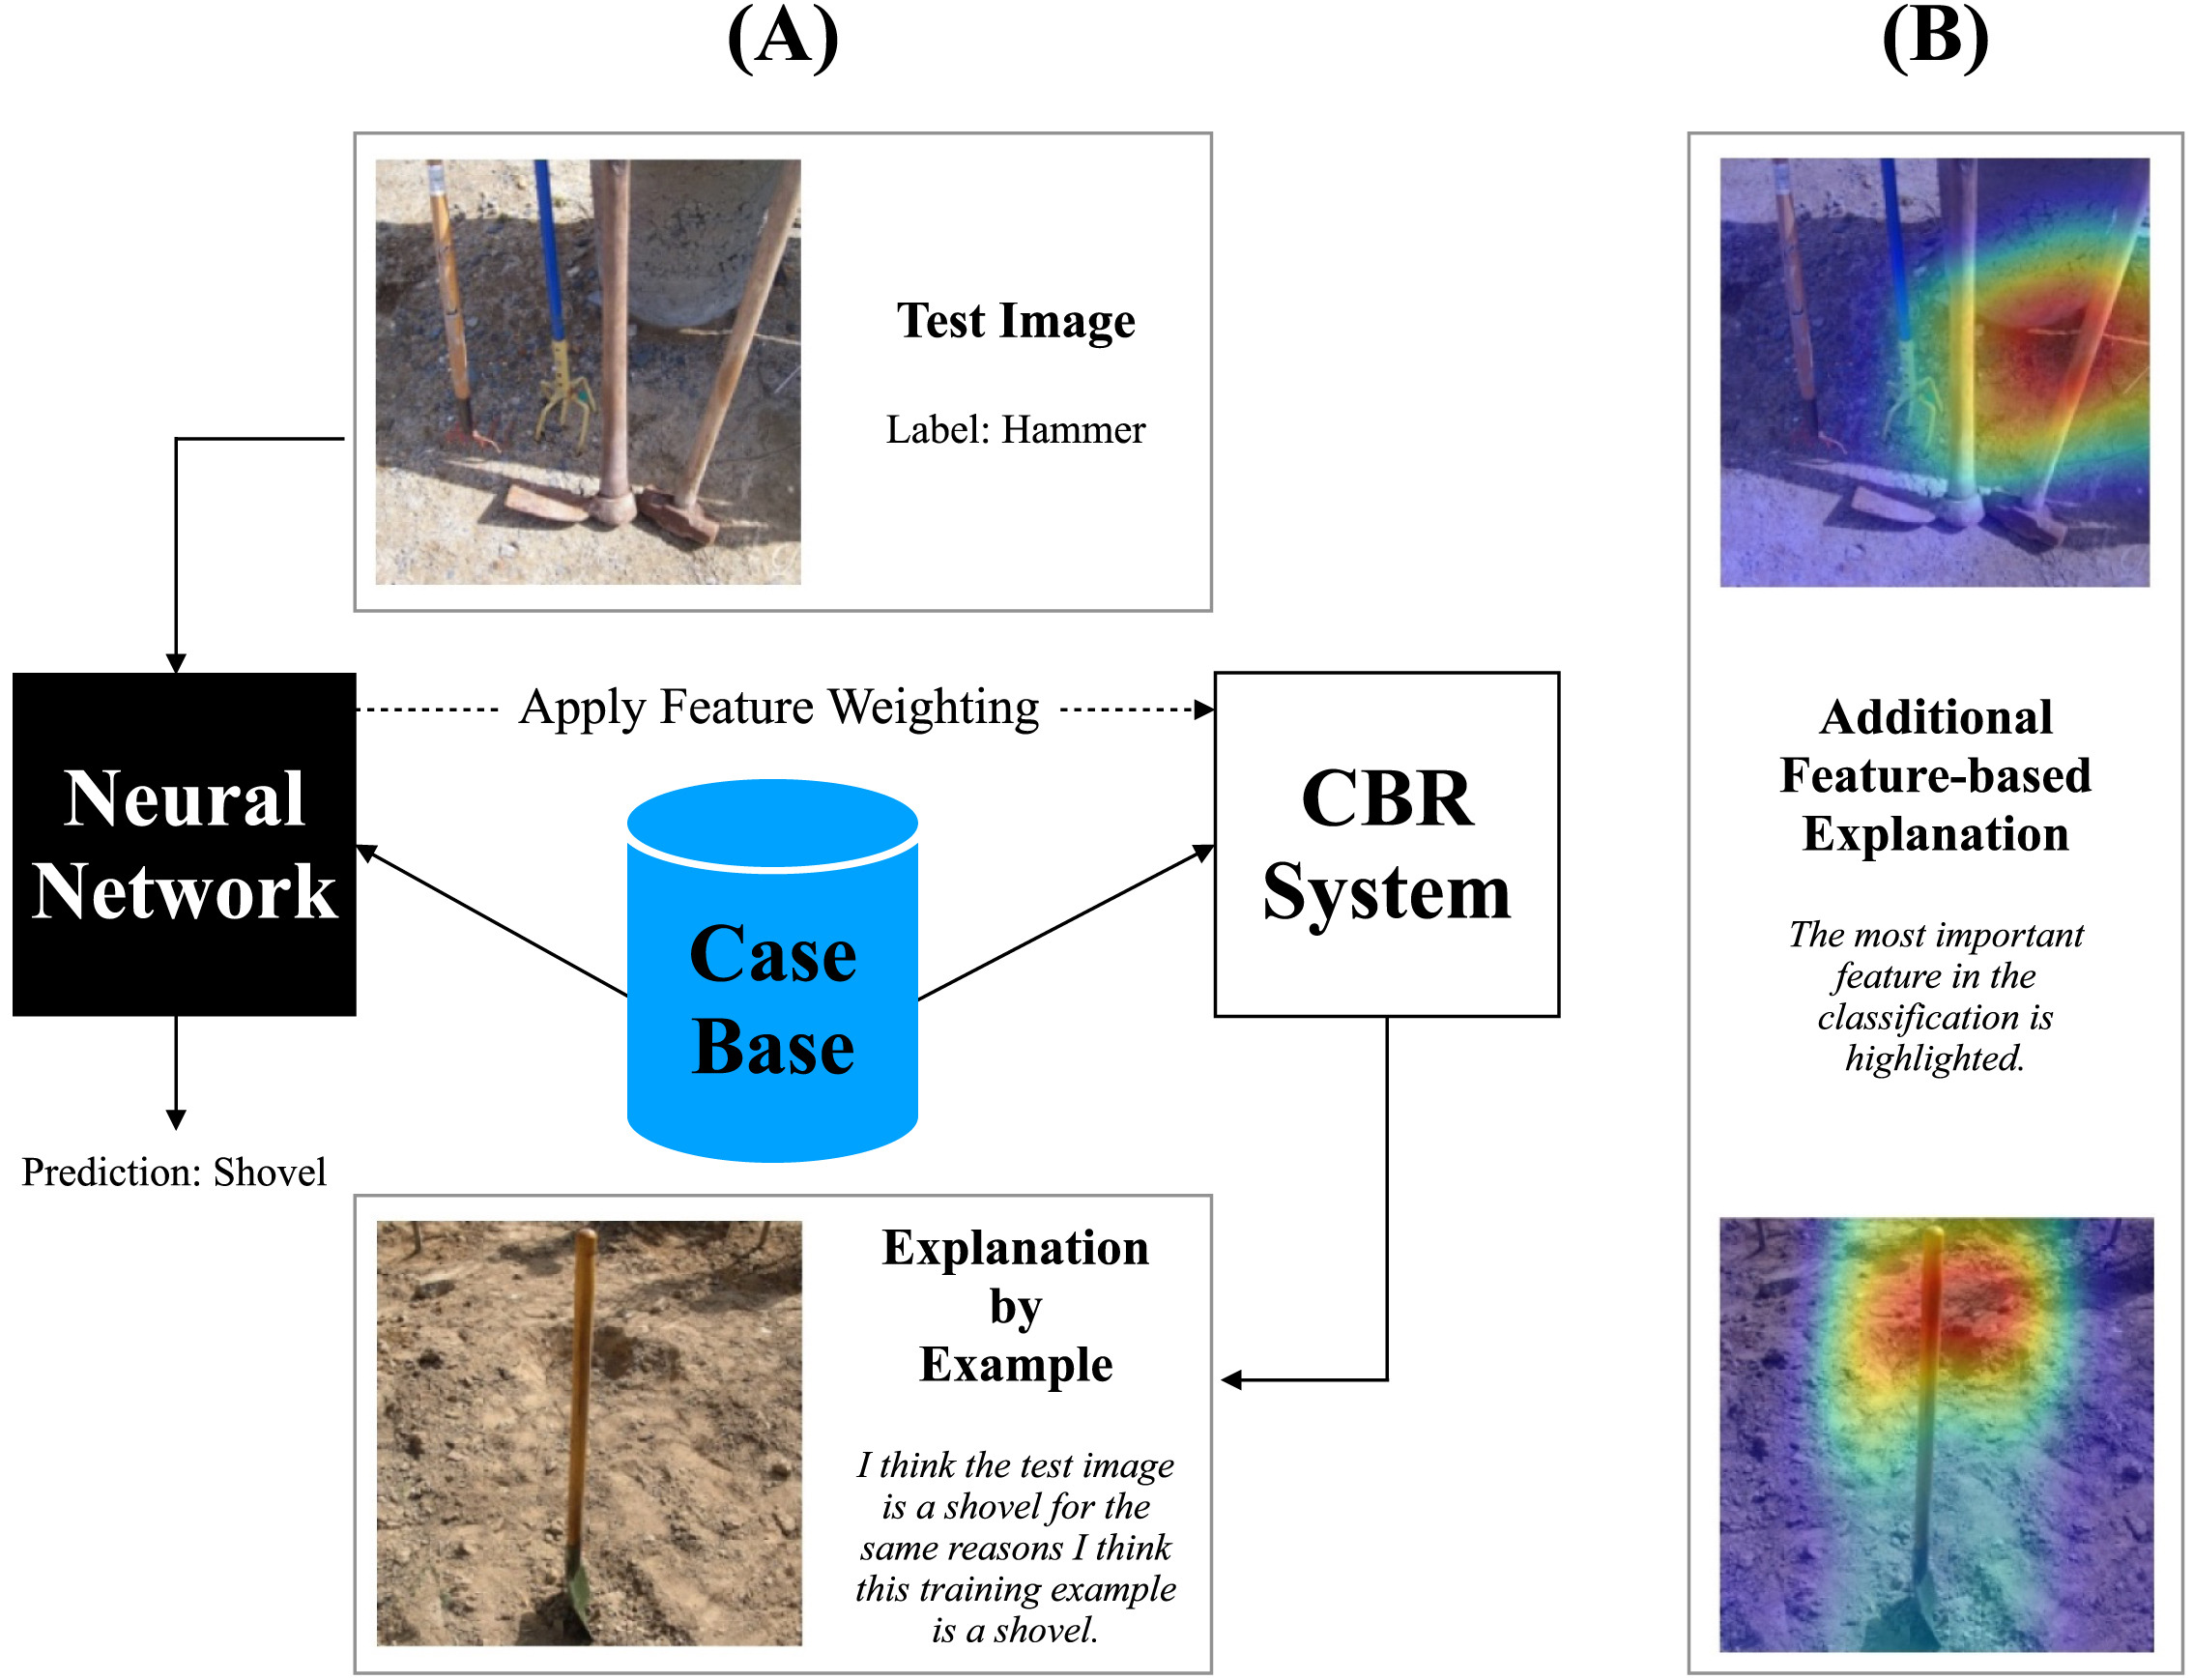 (A)
(B)
Test Image
Label: Hammer
Apply Feature Weighting
Neural
Network
CBR
System
Case
Base
Prediction: Shovel
Explanation
by
Example
I think the test image
is a shovel for the
same reasons I think
this training example
is a shovel.
Additional
Feature-based
Explanation
The most important
feature in the
classification is
highlighted.